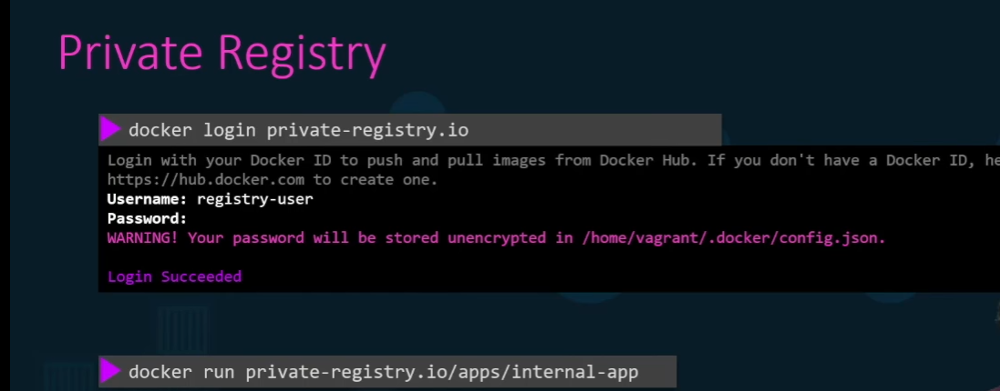 Private Registry
docker login private-registry.io
Login with your Docker ID to push and pull images from Docker Hub. If you don't have a Docker ID,
https://hub.docker.com to create one.
Username: registry-user
Password:
WARNING! Your password will be stored unencrypted in /home/vagrant/.docker/config.json.
Login Succeeded
docker run private-registry.io/apps/internal-app